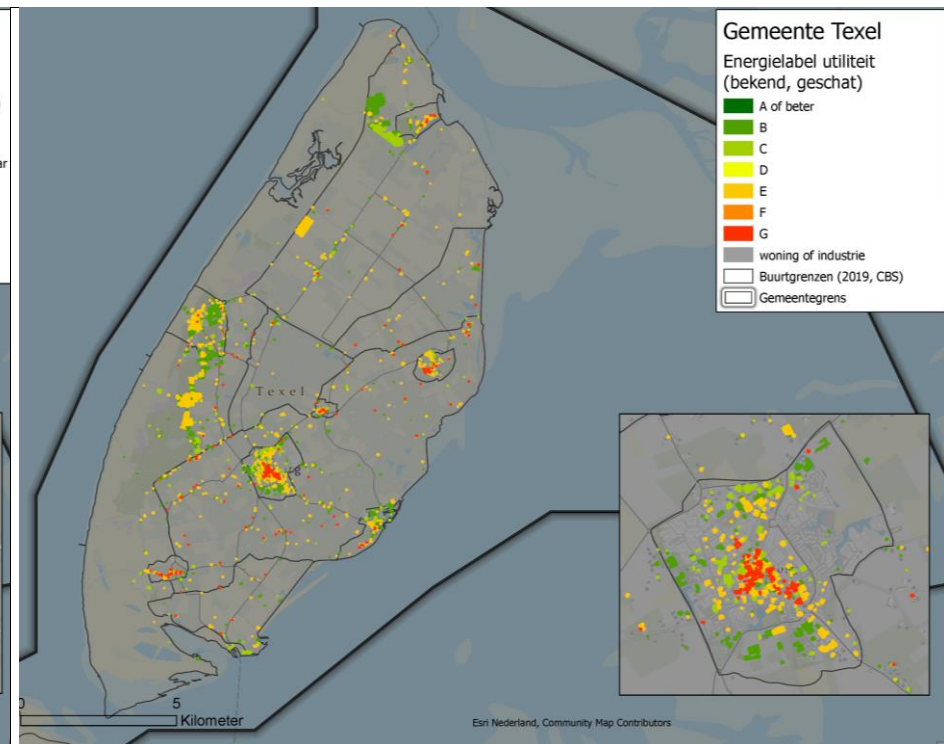 Gemeente Texel
Energielabel utiliteit
(bekend, geschat)
A of beter
B
C
D
E
F
G
woning of industrie
Buurtgrenzen (2019, CBS)
Gemeentegrens
Texel
0 5
Kilometer
Esri Nederland, Community Map Contributors